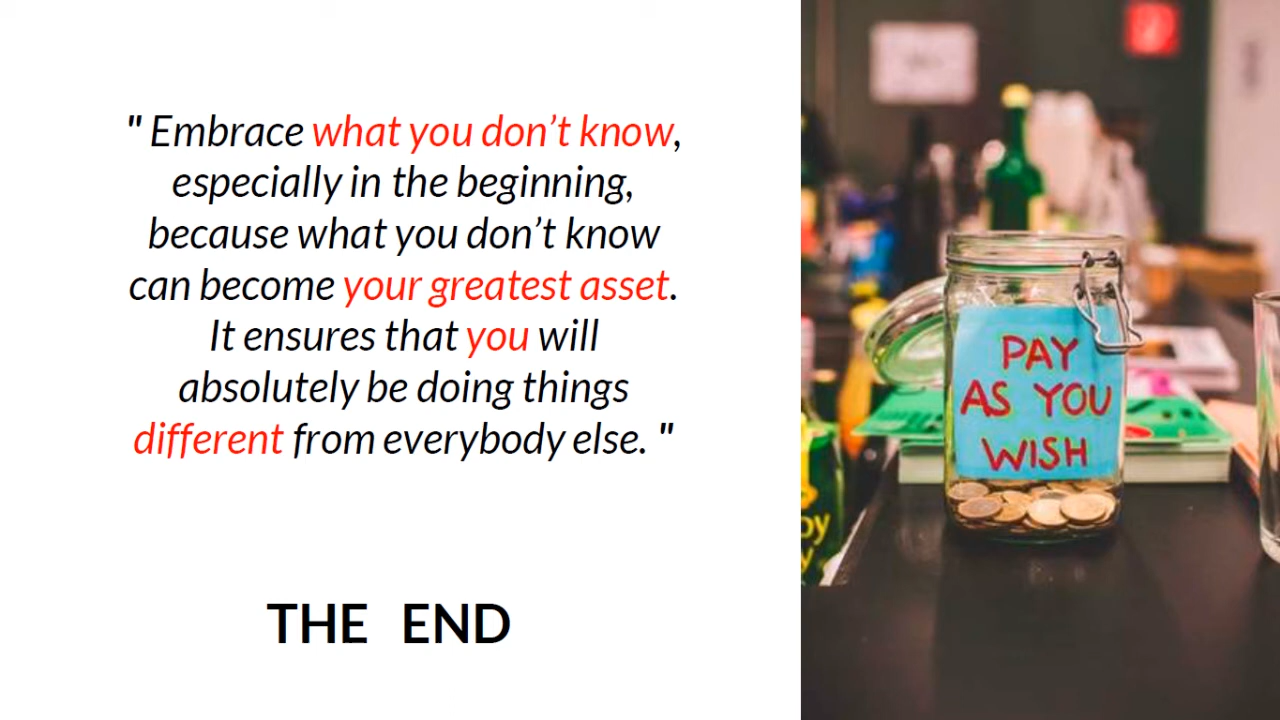 " Embrace what you don’t know,
especially in the beginning,
because what you don’t know
can become your greatest asset.
It ensures that you will
absolutely be doing things
different from everybody else. "
THE END
PAY
AS YOU
WISH